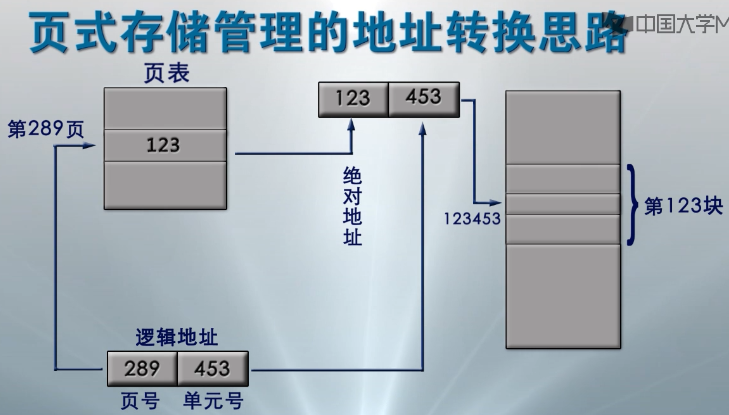 页式存储管理的地址转换思路
中国大学M
页表
第289页
123
123 453
绝对地址
123453
第123块
逻辑地址
289 453
页号 单元号